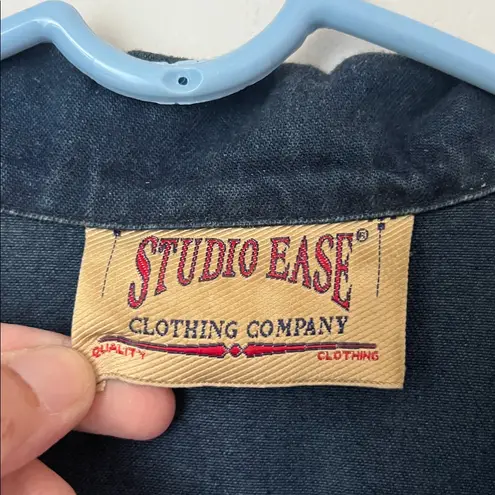 STUDIO EASE®
CLOTHING COMPANY
QUALITY CLOTHING